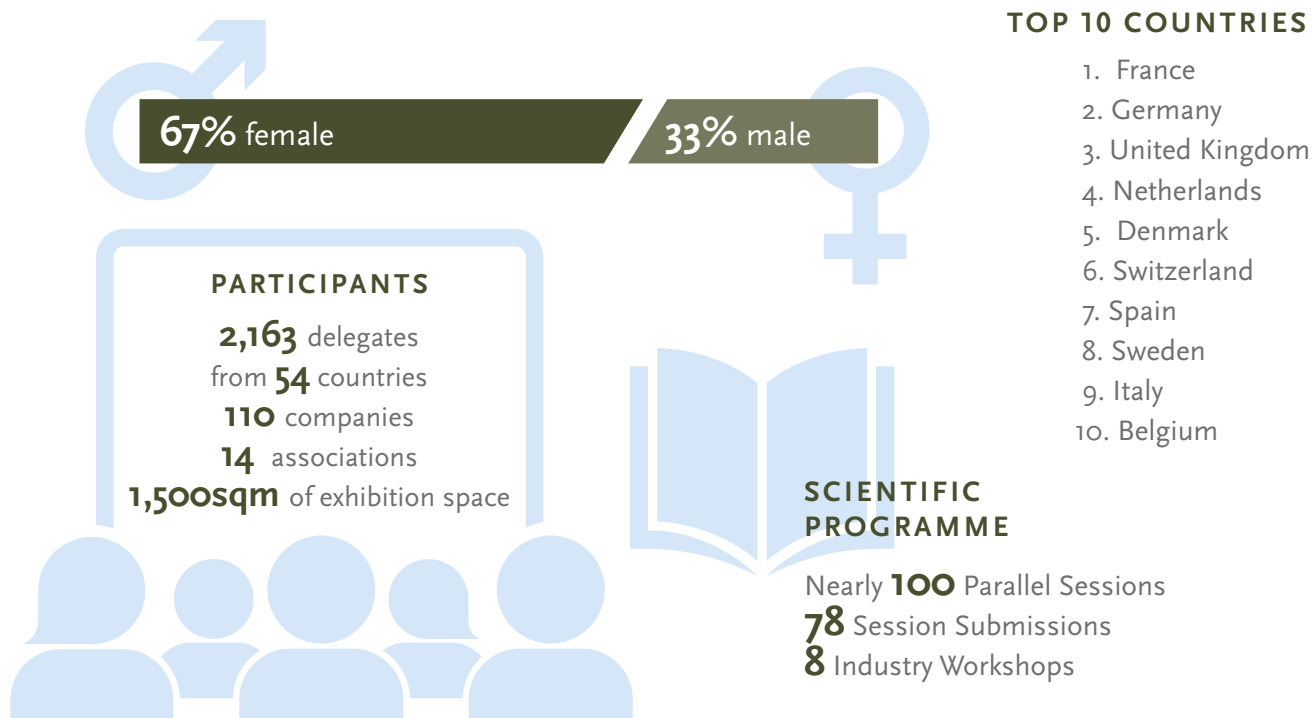 67% female
33% male
TOP 10 COUNTRIES
1. France
2. Germany
3. United Kingdom
4. Netherlands
5. Denmark
6. Switzerland
7. Spain
8. Sweden
9. Italy
10. Belgium
PARTICIPANTS
2,163 delegates
from 54 countries
110 companies
14 associations
1,500sqm of exhibition space
SCIENTIFIC
PROGRAMME
Nearly 100 Parallel Sessions
78 Session Submissions
8 Industry Workshops